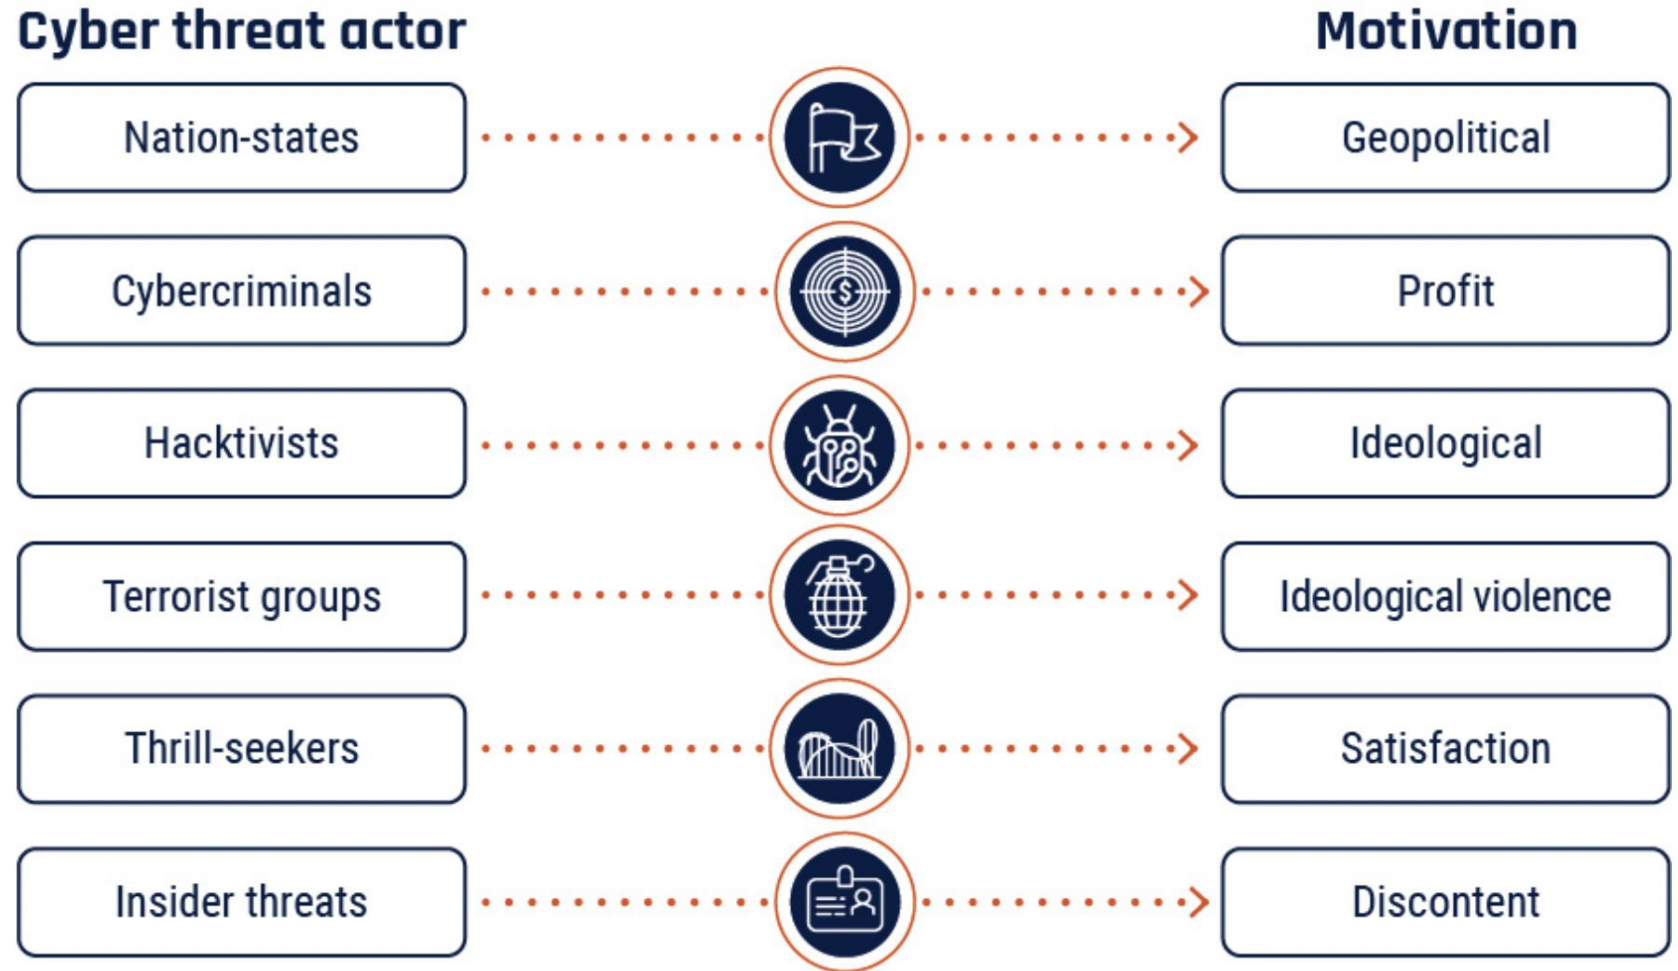 Cyber threat actor
Motivation
Nation-states
Geopolitical
Cybercriminals
$
Profit
Hacktivists
Ideological
Terrorist groups
Ideological violence
Thrill-seekers
Satisfaction
Insider threats
Discontent